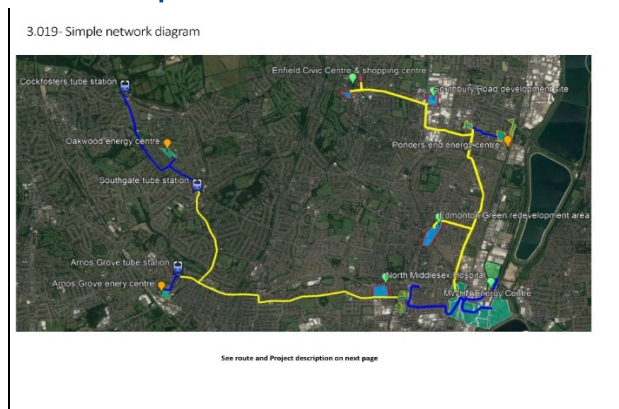 3.019- Simple network diagram
Cockfosters tube station
Enfield Civic Centre & shopping centre
Southbury Road development site
Oakwood energy centre
Ponders end energy centre
Southgate tube station
Edmonton Green redevelopment area
Arnos Grove tube station
Arnos Grove enery centre
North Middlesex Hospital
MV HN Energy Centre
See route and Project description on next page